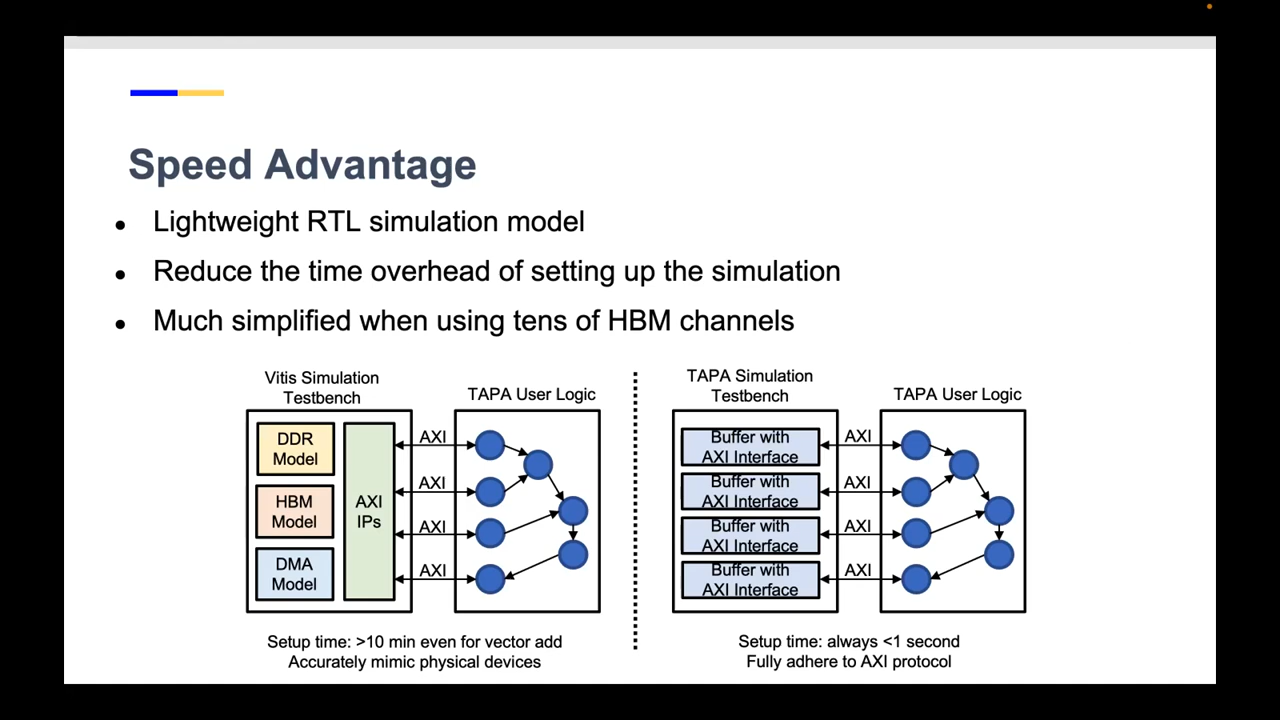 Speed Advantage
• Lightweight RTL simulation model
• Reduce the time overhead of setting up the simulation
• Much simplified when using tens of HBM channels
Vitis Simulation
Testbench
TAPA User Logic
DDR
Model
HBM
Model
DMA
Model
AXI
IPs
AXI
AXI
AXI
AXI
Setup time: >10 min even for vector add
Accurately mimic physical devices
TAPA Simulation
Testbench
TAPA User Logic
Buffer with
AXI Interface
Buffer with
AXI Interface
Buffer with
AXI Interface
Buffer with
AXI Interface
AXI
AXI
AXI
AXI
Setup time: always <1 second
Fully adhere to AXI protocol